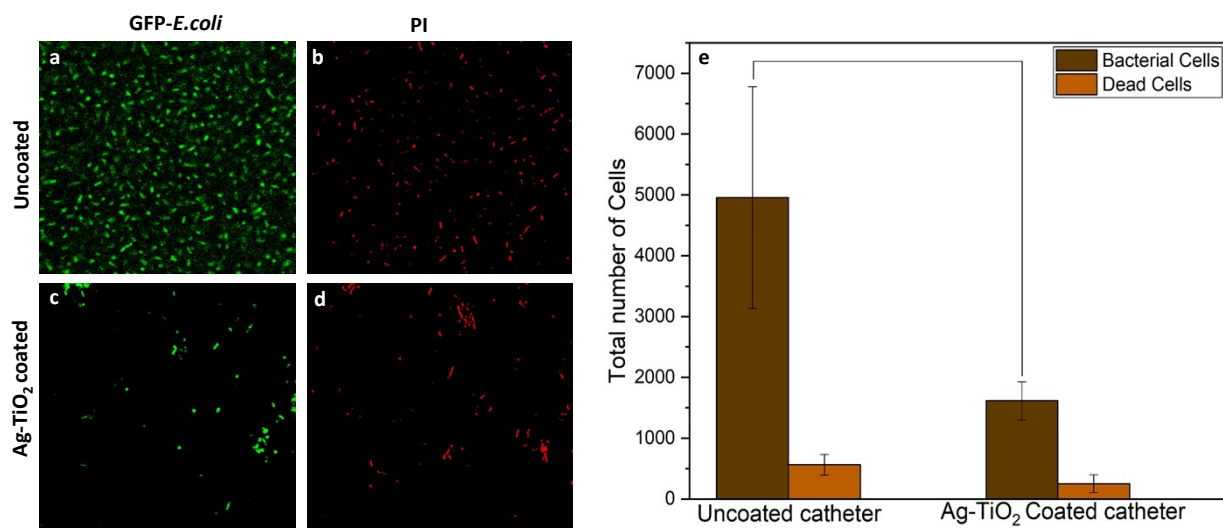 GFP-E.coli
PI
Uncoated
Ag-TiO₂ coated
a
b
c
d
e
Bacterial Cells
Dead Cells
Total number of Cells
7000
6000
5000
4000
3000
2000
1000
0
Uncoated catheter
Ag-TiO₂ Coated catheter